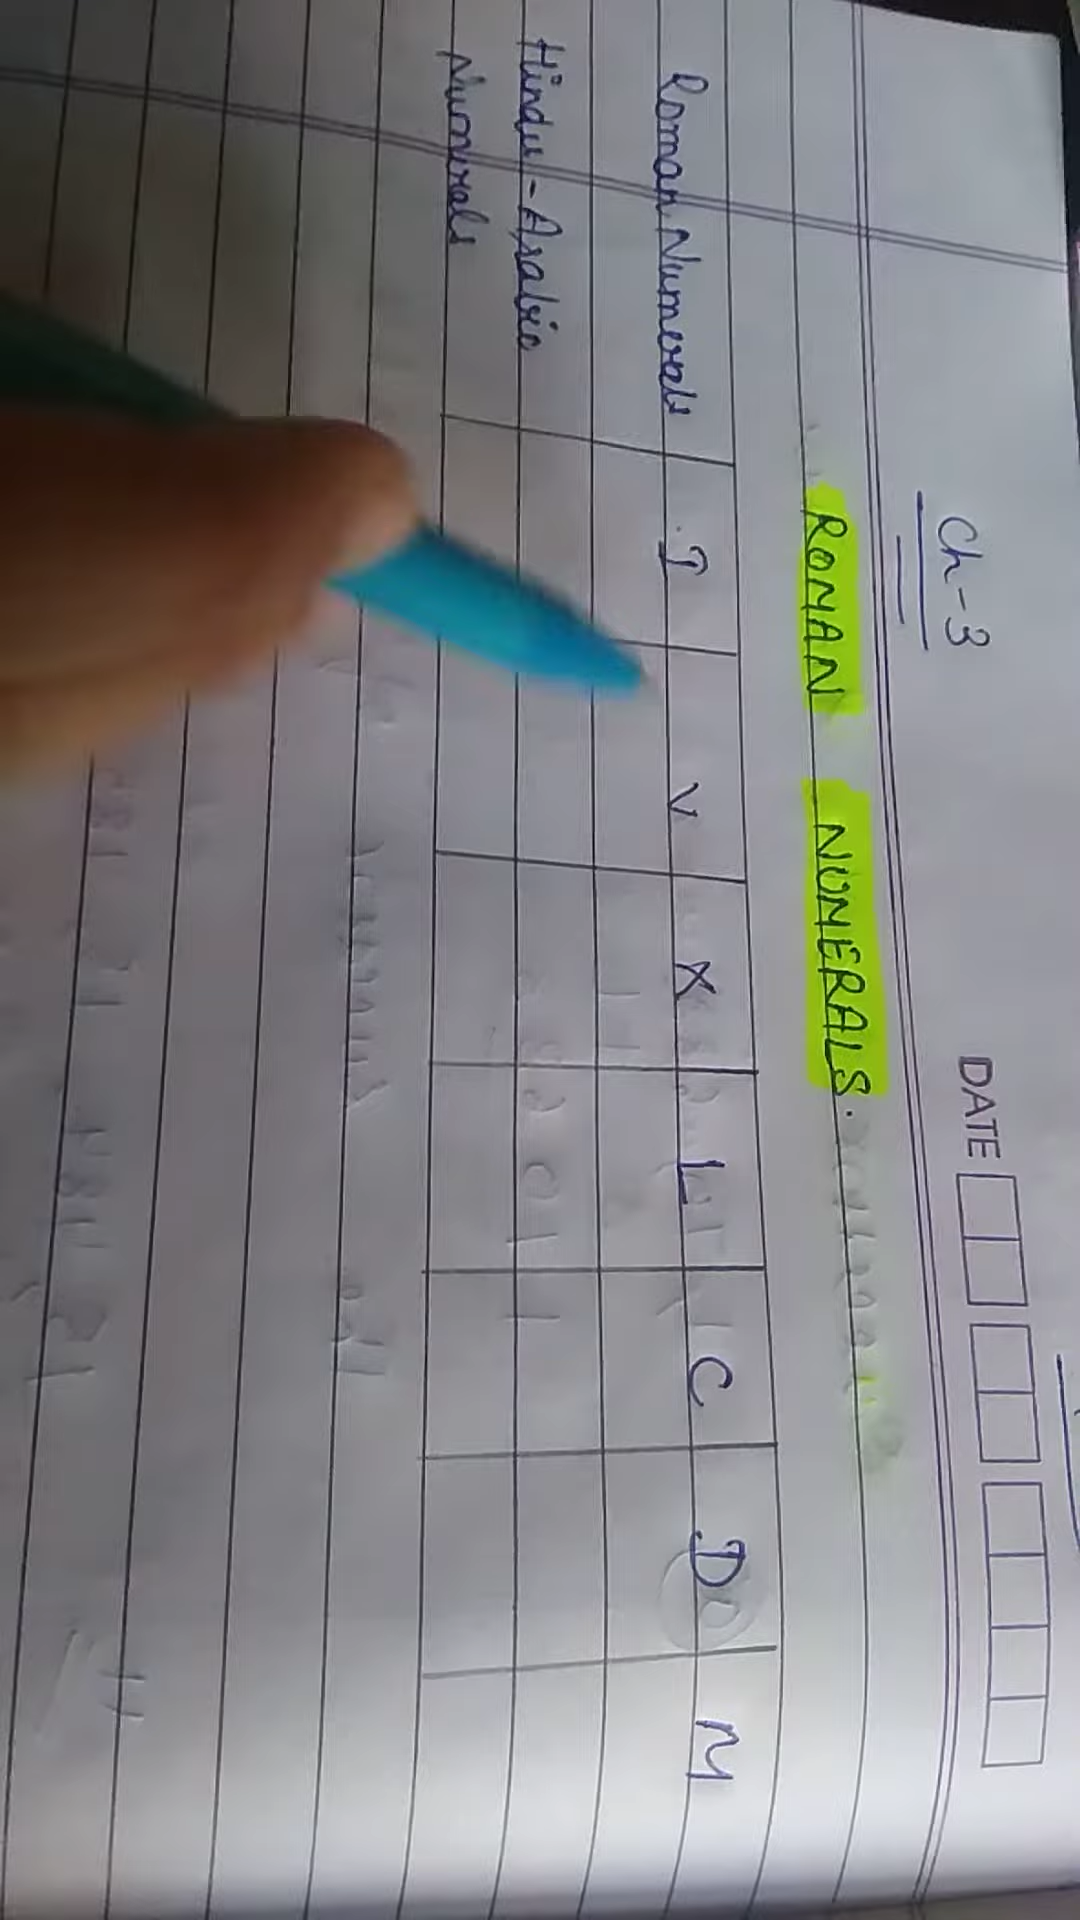 Ch-3
DATE
ROMAN NUMERALS.
Roman Numerals I V X L C D M
Hindu-Arabic
Numerals